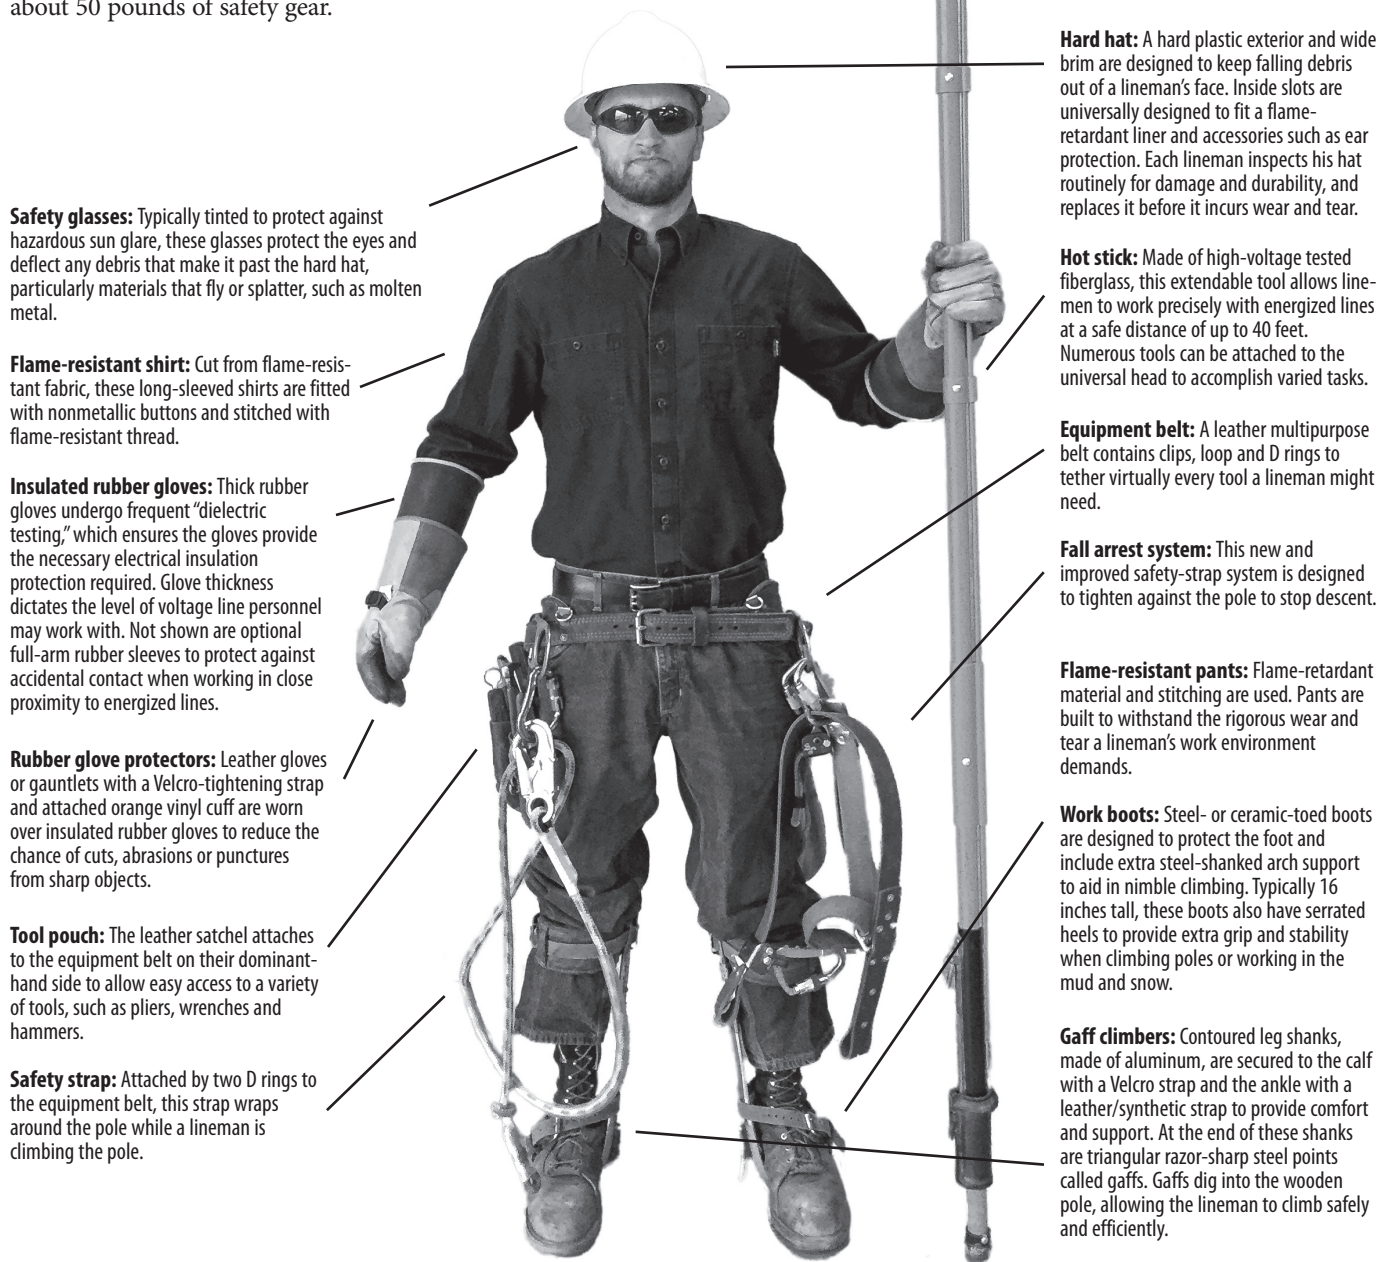 about 50 pounds of safety gear.
Safety glasses: Typically tinted to protect against
hazardous sun glare, these glasses protect the eyes and
deflect any debris that make it past the hard hat,
particularly materials that fly or splatter, such as molten
metal.
Flame-resistant shirt: Cut from flame-resis-
tant fabric, these long-sleeved shirts are fitted
with nonmetallic buttons and stitched with
flame-resistant thread.
Insulated rubber gloves: Thick rubber
gloves undergo frequent “dielectric
testing,” which ensures the gloves provide
the necessary electrical insulation
protection required. Glove thickness
dictates the level of voltage line personnel
may work with. Not shown are optional
full-arm rubber sleeves to protect against
accidental contact when working in close
proximity to energized lines.
Rubber glove protectors: Leather gloves
or gauntlets with a Velcro-tightening strap
and attached orange vinyl cuff are worn
over insulated rubber gloves to reduce the
chance of cuts, abrasions or punctures
from sharp objects.
Tool pouch: The leather satchel attaches
to the equipment belt on their dominant-
hand side to allow easy access to a variety
of tools, such as pliers, wrenches and
hammers.
Safety strap: Attached by two D rings to
the equipment belt, this strap wraps
around the pole while a lineman is
climbing the pole.
Hard hat: A hard plastic exterior and wide
brim are designed to keep falling debris
out of a lineman’s face. Inside slots are
universally designed to fit a flame-
retardant liner and accessories such as ear
protection. Each lineman inspects his hat
routinely for damage and durability, and
replaces it before it incurs wear and tear.
Hot stick: Made of high-voltage tested
fiberglass, this extendable tool allows line-
men to work precisely with energized lines
at a safe distance of up to 40 feet.
Numerous tools can be attached to the
universal head to accomplish varied tasks.
Equipment belt: A leather multipurpose
belt contains clips, loop and D rings to
tether virtually every tool a lineman might
need.
Fall arrest system: This new and
improved safety-strap system is designed
to tighten against the pole to stop descent.
Flame-resistant pants: Flame-retardant
material and stitching are used. Pants are
built to withstand the rigorous wear and
tear a lineman’s work environment
demands.
Work boots: Steel- or ceramic-toed boots
are designed to protect the foot and
include extra steel-shanked arch support
to aid in nimble climbing. Typically 16
inches tall, these boots also have serrated
heels to provide extra grip and stability
when climbing poles or working in the
mud and snow.
Gaff climbers: Contoured leg shanks,
made of aluminum, are secured to the calf
with a Velcro strap and the ankle with a
leather/synthetic strap to provide comfort
and support. At the end of these shanks
are triangular razor-sharp steel points
called gaffs. Gaffs dig into the wooden
pole, allowing the lineman to climb safely
and efficiently.